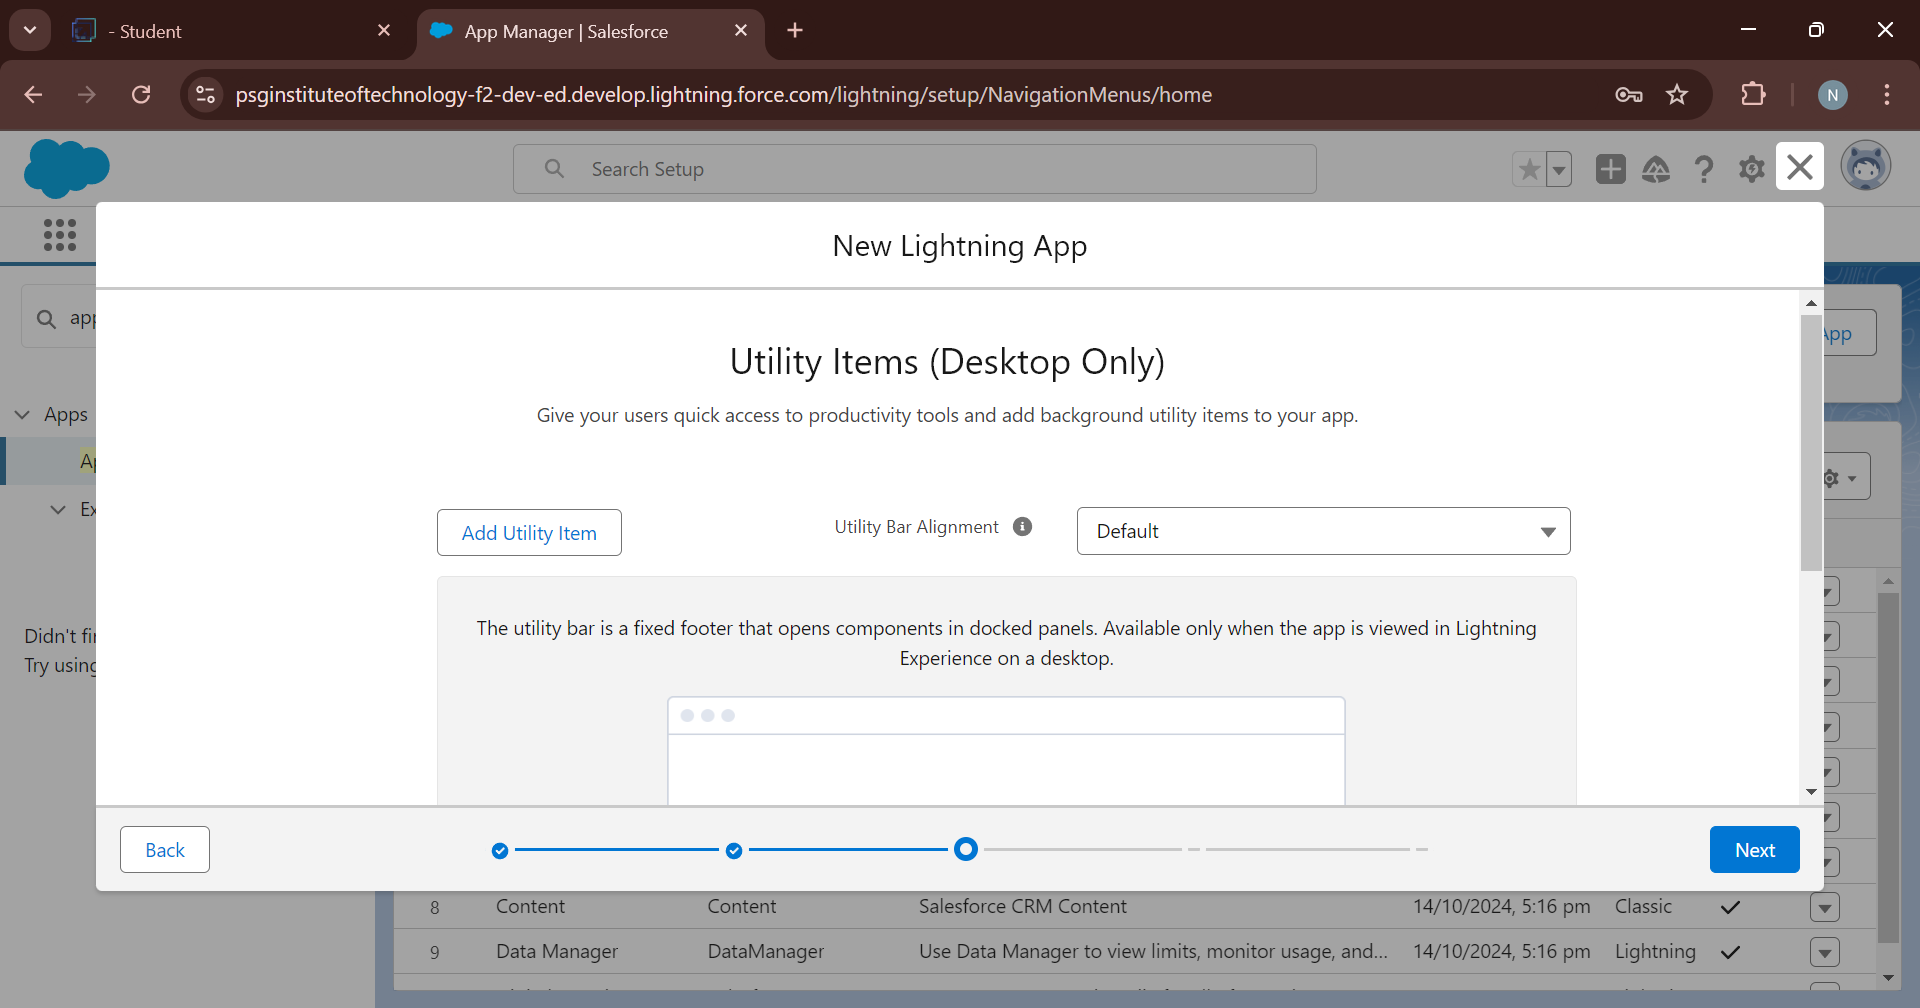 - Student
App Manager | Salesforce
psginstituteoftechnology-f2-dev-ed.develop.lightning.force.com/lightning/setup/NavigationMenus/home
N
Search Setup
New Lightning App
app
App
Utility Items (Desktop Only)
Give your users quick access to productivity tools and add background utility items to your app.
Apps
Ap
Ex
Add Utility Item
Utility Bar Alignment
Default
The utility bar is a fixed footer that opens components in docked panels. Available only when the app is viewed in Lightning
Experience on a desktop.
Didn't fin
Try using
Back
Next
8 Content Content Salesforce CRM Content 14/10/2024, 5:16 pm Classic
9 Data Manager DataManager Use Data Manager to view limits, monitor usage, and... 14/10/2024, 5:16 pm Lightning